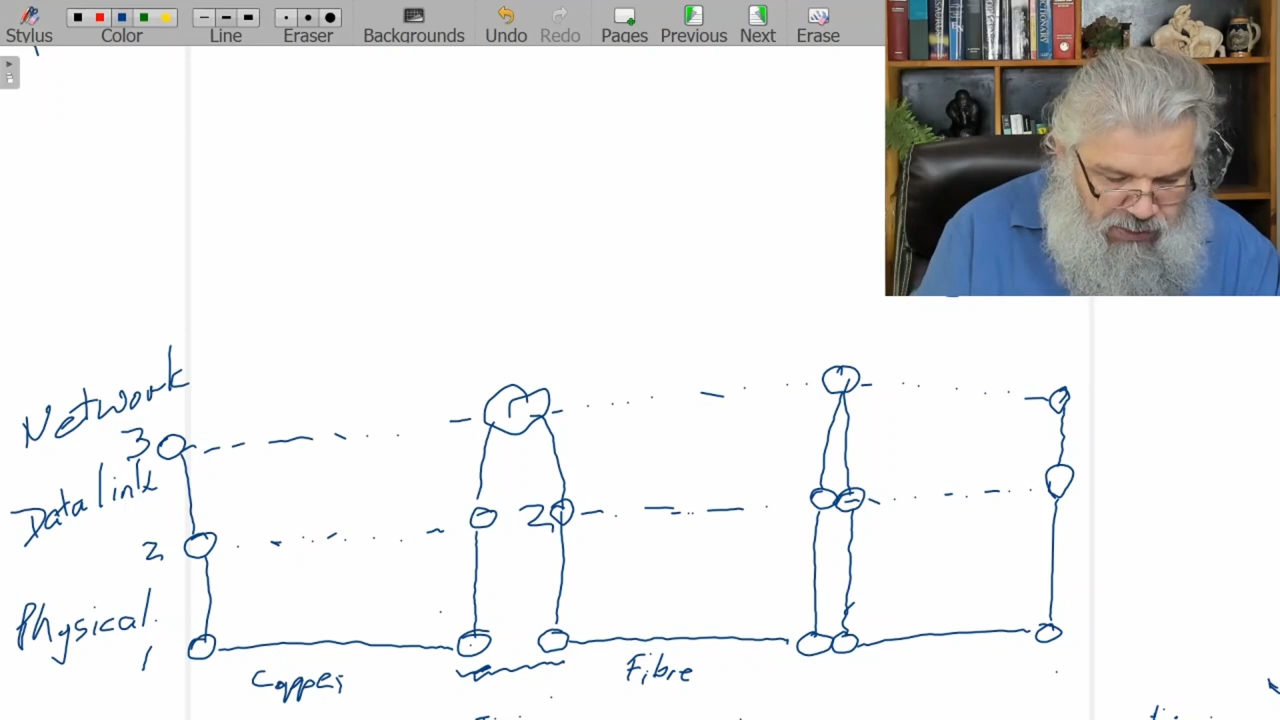 Stylus Color Line Eraser Backgrounds Undo Redo Pages Previous Next Erase
Network
3
Datalink
2 2
Physical
1
Copper Fibre
DICTIONARY